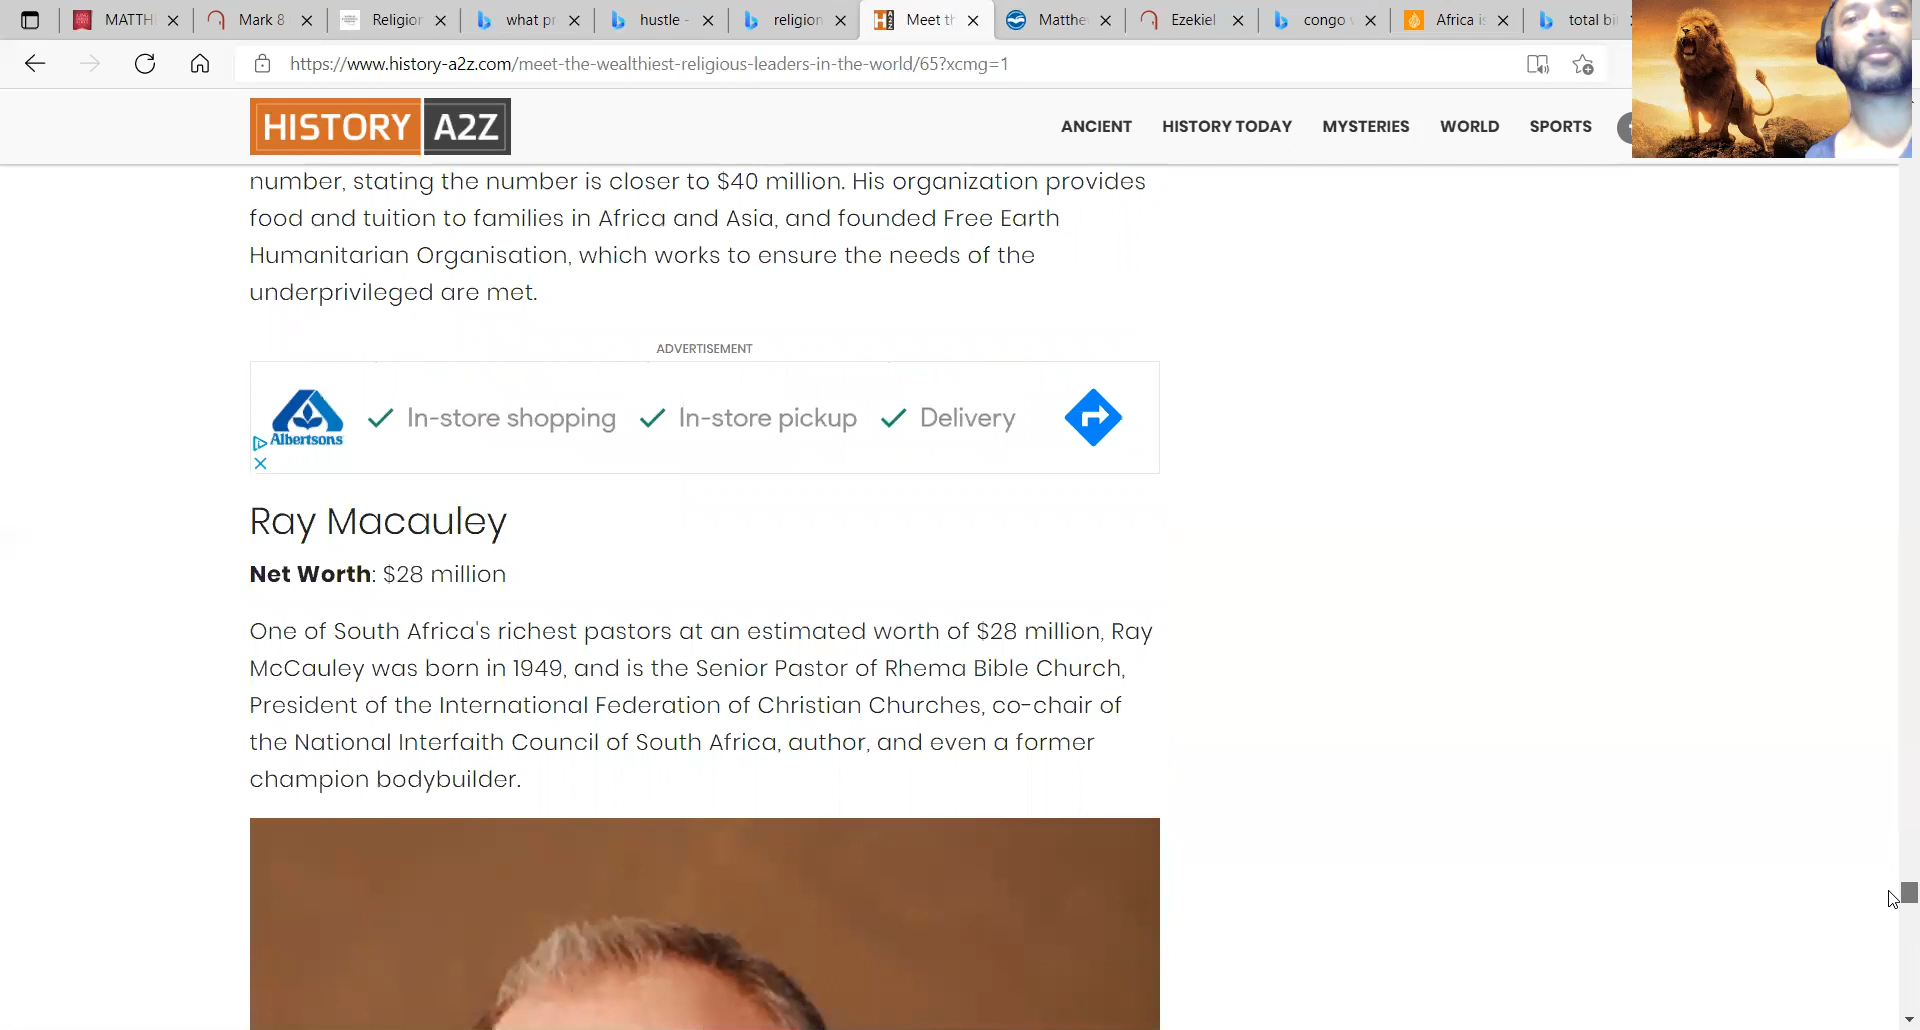 MATTHI
Mark 8
Religion
what pr
hustle -
religion
Meet th
Matthe
Ezekiel
congo
Africa is
total bi
https://www.history-a2z.com/meet-the-wealthiest-religious-leaders-in-the-world/65?xcmg=1
HISTORY A2Z
ANCIENT
HISTORY TODAY
MYSTERIES
WORLD
SPORTS
number, stating the number is closer to $40 million. His organization provides
food and tuition to families in Africa and Asia, and founded Free Earth
Humanitarian Organisation, which works to ensure the needs of the
underprivileged are met.
ADVERTISEMENT
Albertsons
In-store shopping
In-store pickup
Delivery
Ray Macauley
Net Worth: $28 million
One of South Africa's richest pastors at an estimated worth of $28 million, Ray
McCauley was born in 1949, and is the Senior Pastor of Rhema Bible Church,
President of the International Federation of Christian Churches, co-chair of
the National Interfaith Council of South Africa, author, and even a former
champion bodybuilder.